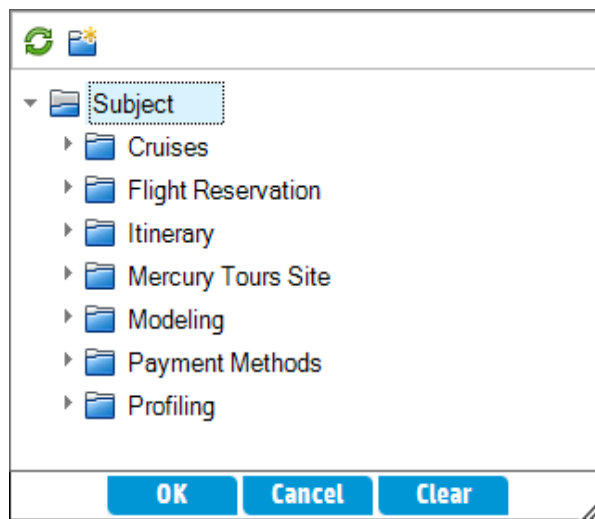 Subject
Cruises
Flight Reservation
Itinerary
Mercury Tours Site
Modeling
Payment Methods
Profiling
OK Cancel Clear